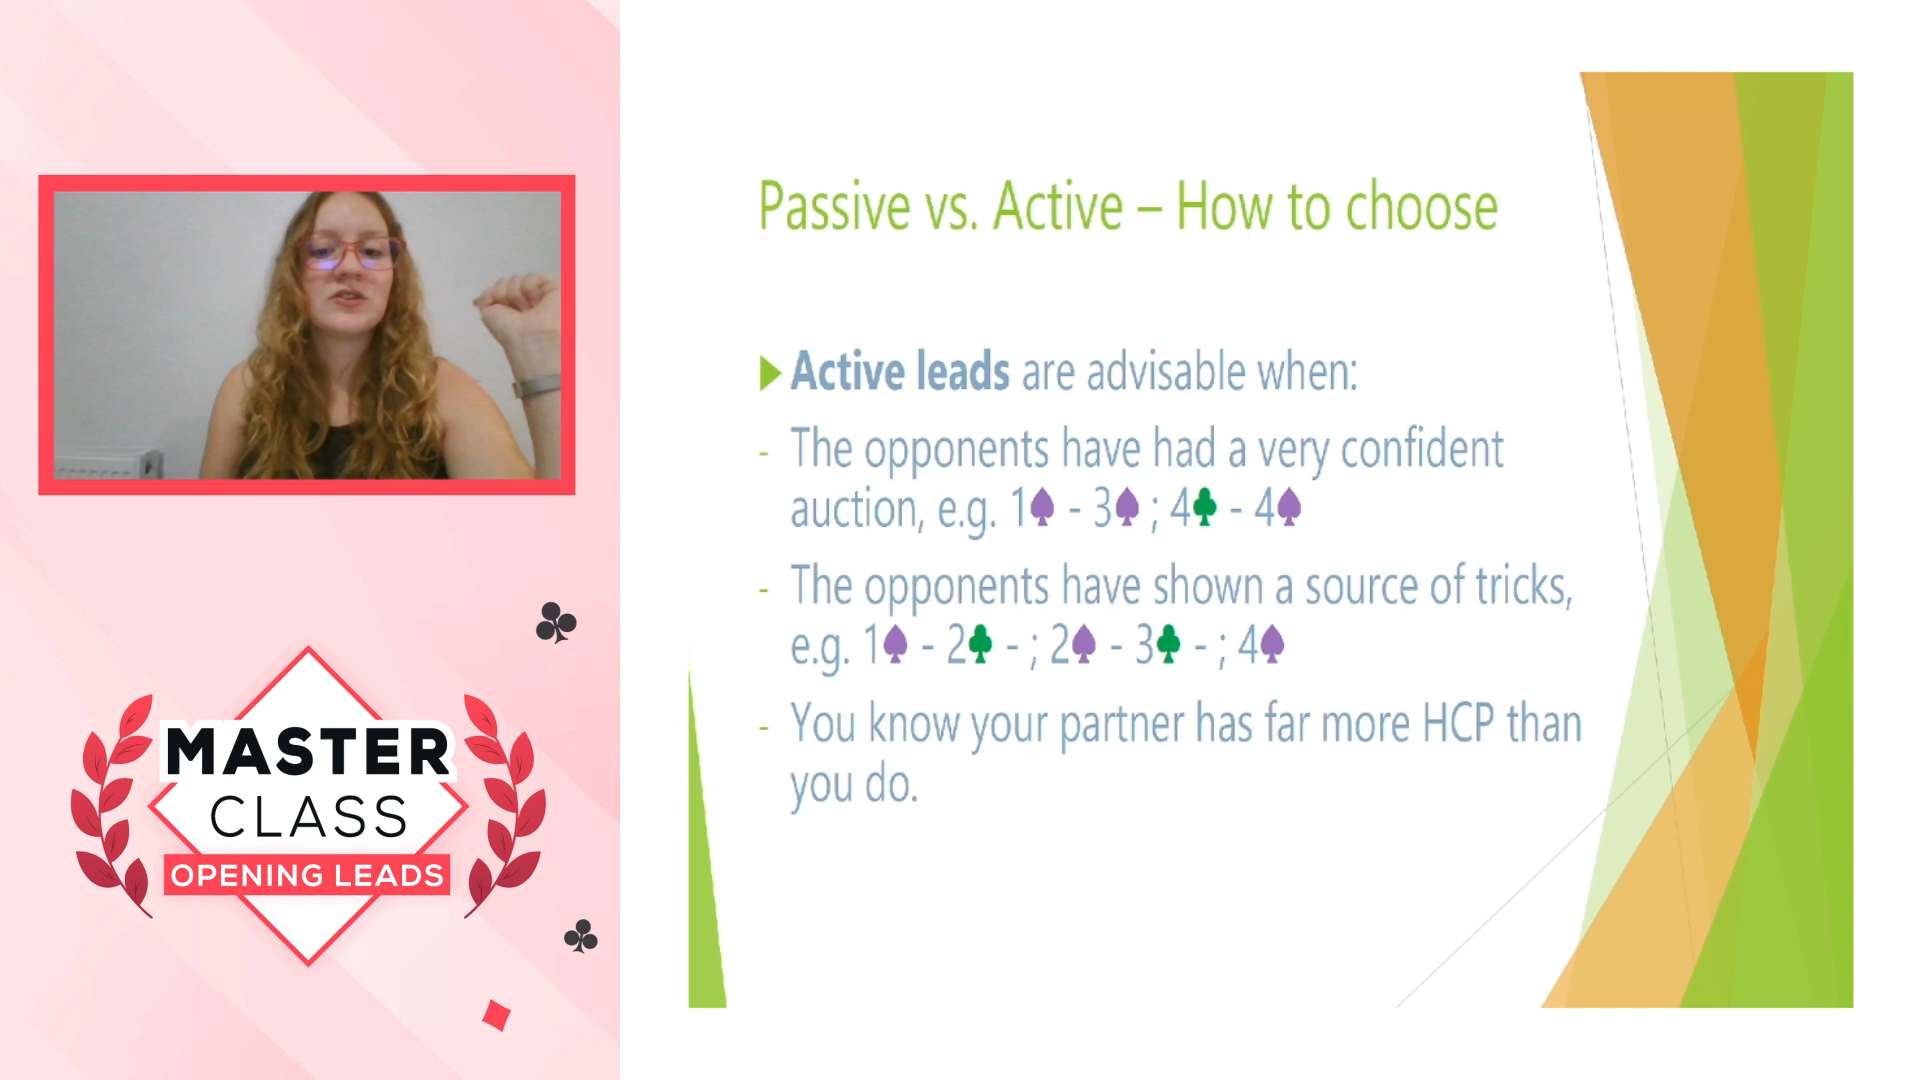 MASTER
CLASS
OPENING LEADS
Passive vs. Active – How to choose
Active leads are advisable when:
- The opponents have had a very confident
auction, e.g. 1♠ - 3♠ ; 4♣ - 4♠
- The opponents have shown a source of tricks,
e.g. 1♠ - 2♣ - ; 2♠ - 3♣ - ; 4♠
- You know your partner has far more HCP than
you do.